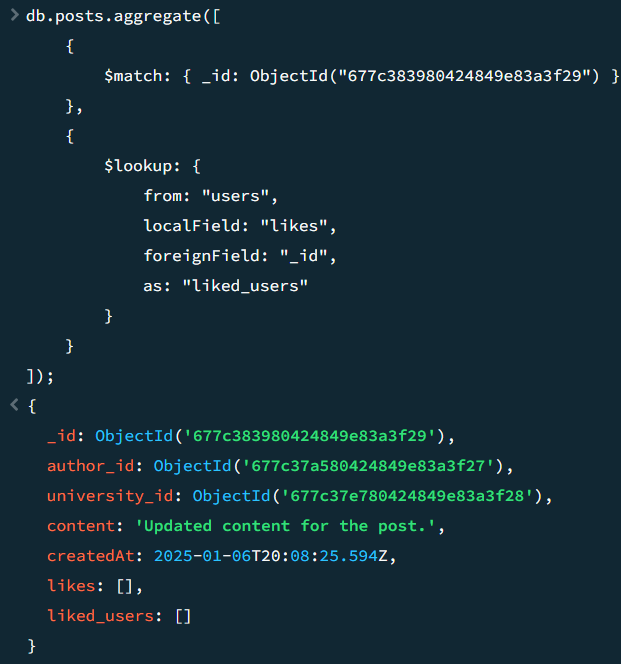 db.posts.aggregate([
{
$match: { _id: ObjectId("677c383980424849e83a3f29") }
},
{
$lookup: {
from: "users",
localField: "likes",
foreignField: "_id",
as: "liked_users"
}
}
]);
{
_id: ObjectId('677c383980424849e83a3f29'),
author_id: ObjectId('677c37a580424849e83a3f27'),
university_id: ObjectId('677c37e780424849e83a3f28'),
content: 'Updated content for the post.',
createdAt: 2025-01-06T20:08:25.594Z,
likes: [],
liked_users: []
}